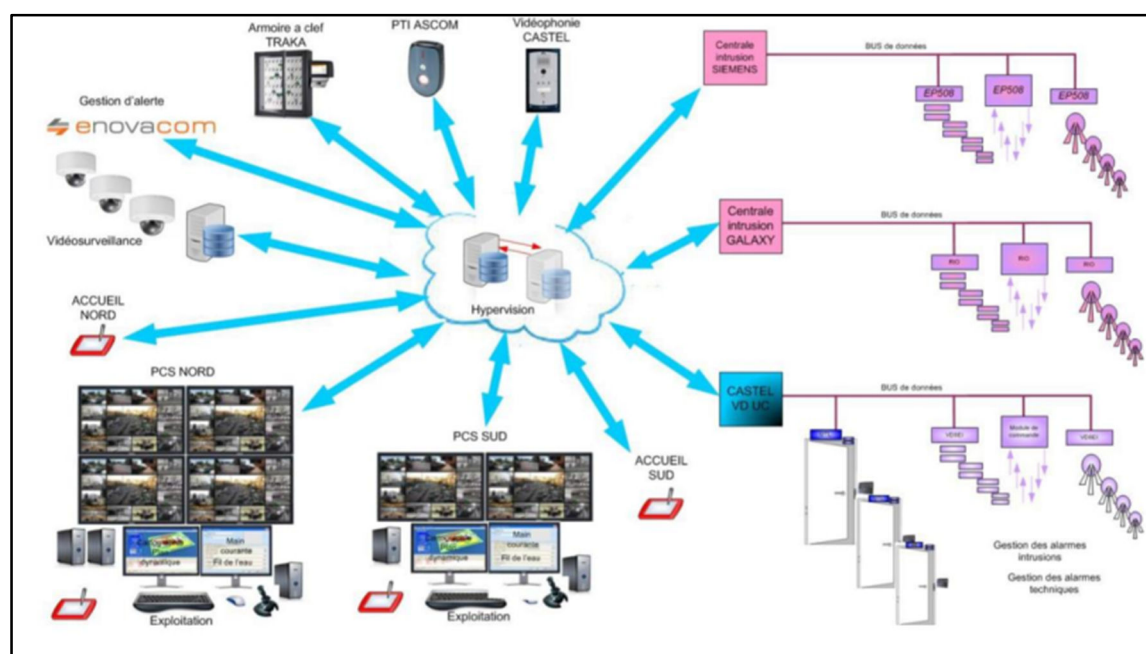 Armoire a clef
TRAKA
PTI ASCOM
Vidéophonie
CASTEL
Gestion d'alerte
enovacom
Vidéosurveillance
ACCUEIL
NORD
PCS NORD
Main
courante
dynamique
Fil de l'eau
Exploitation
Hypervision
PCS SUD
Main
courante
dynamique
Fil de l'eau
Exploitation
ACCUEIL
SUD
Centrale
intrusion
SIEMENS
BUS de données
EP508
EP508
EP508
Centrale
intrusion
GALAXY
BUS de données
RIO
RIO
RIO
CASTEL
VD UC
BUS de données
Module de
commande
Gestion des alarmes
intrusions
Gestion des alarmes
techniques